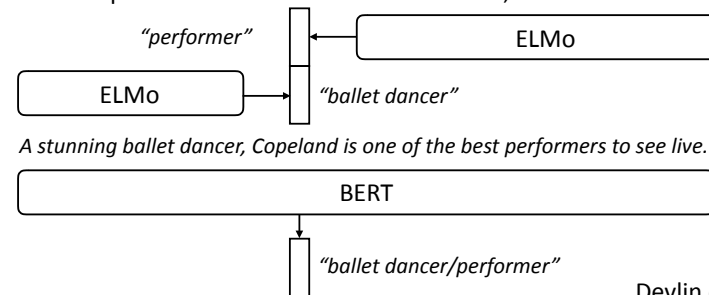 “performer”
ELMo
ELMo
“ballet dancer”
A stunning ballet dancer, Copeland is one of the best performers to see live.
BERT
“ballet dancer/performer”
Devlin